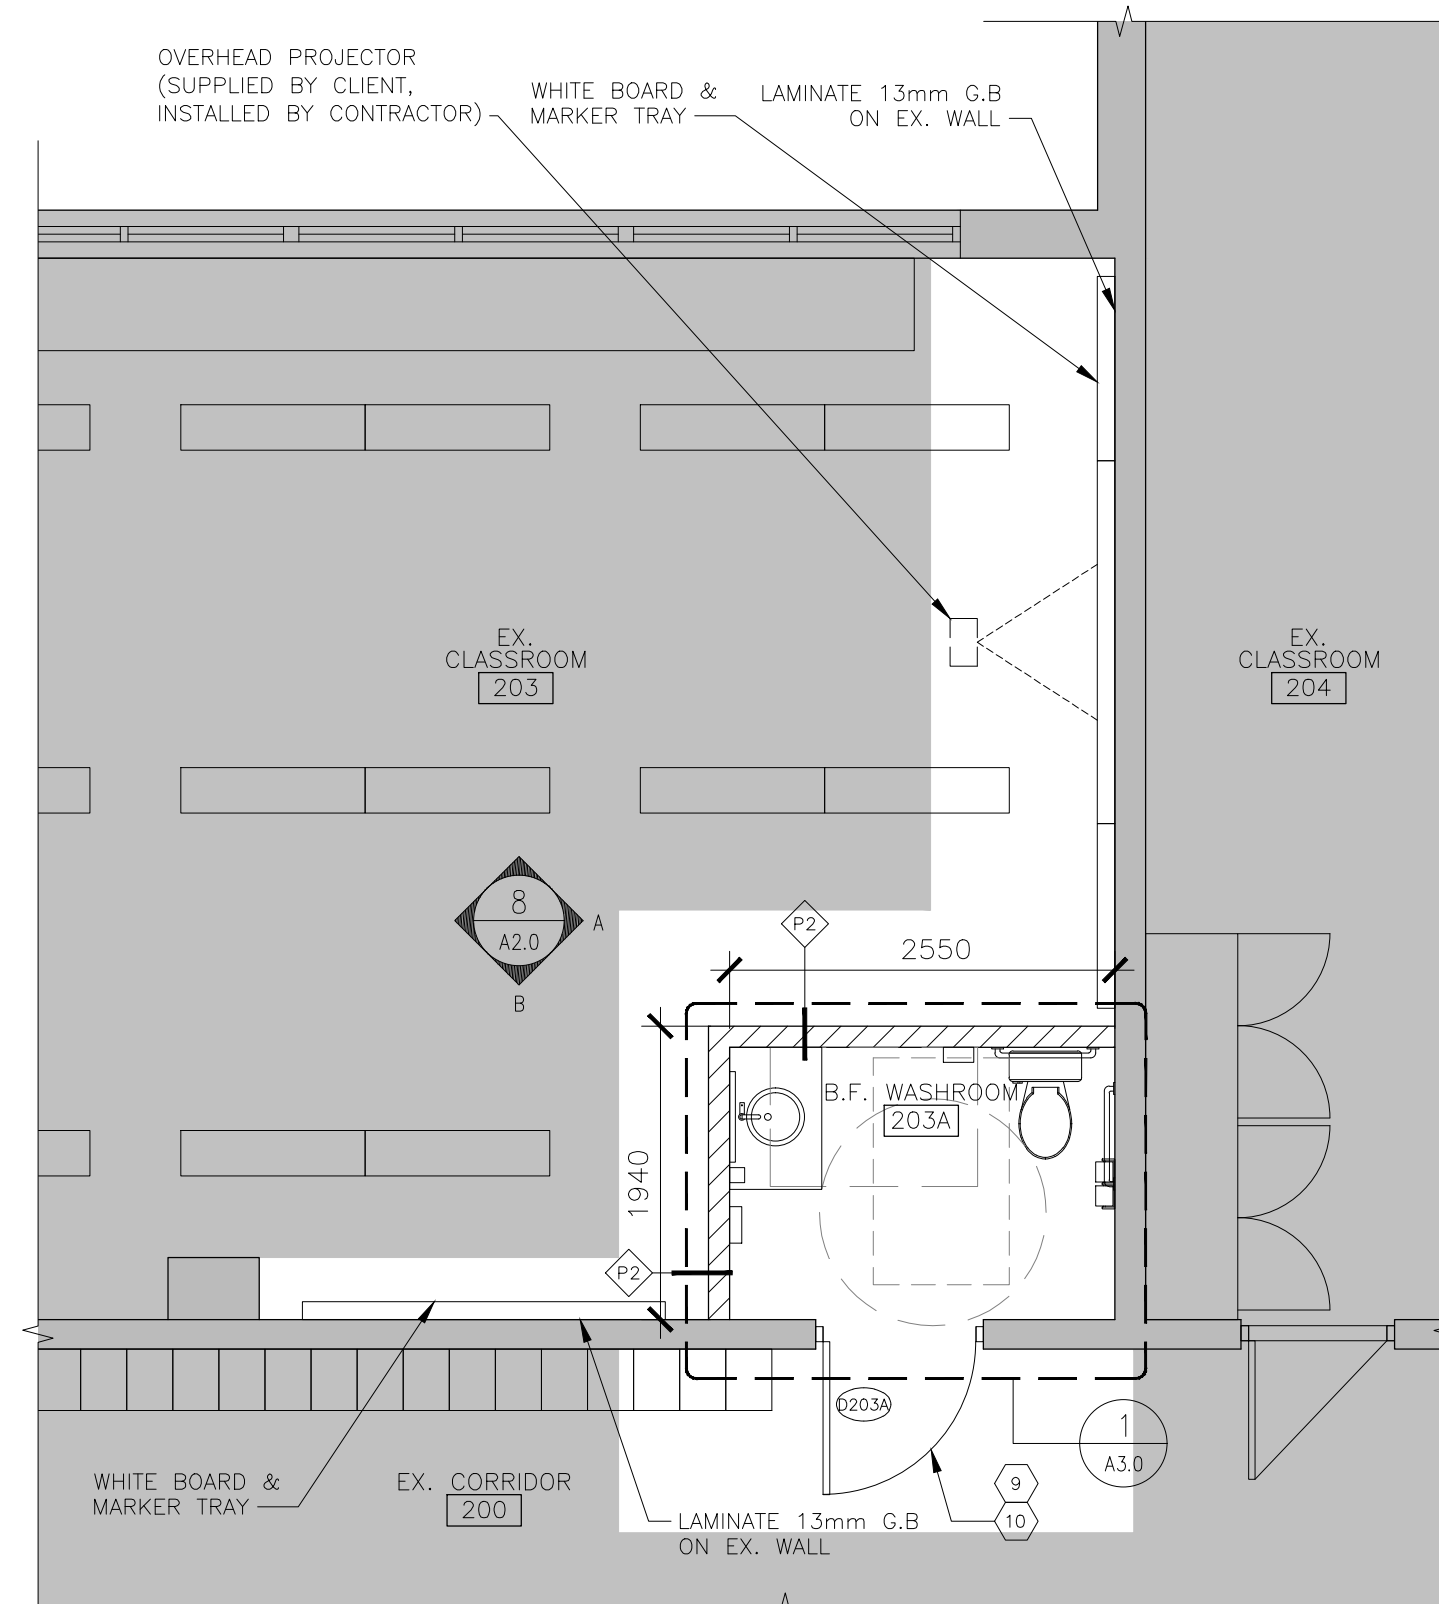 OVERHEAD PROJECTOR
(SUPPLIED BY CLIENT,
INSTALLED BY CONTRACTOR)
WHITE BOARD &
MARKER TRAY
LAMINATE 13mm G.B
ON EX. WALL
EX.
CLASSROOM
203
EX.
CLASSROOM
204
8
A2.0
A
B
P2
2550
1940
B.F. WASHROOM
203A
P2
D203A
1
A3.0
9
10
WHITE BOARD &
MARKER TRAY
EX. CORRIDOR
200
LAMINATE 13mm G.B
ON EX. WALL